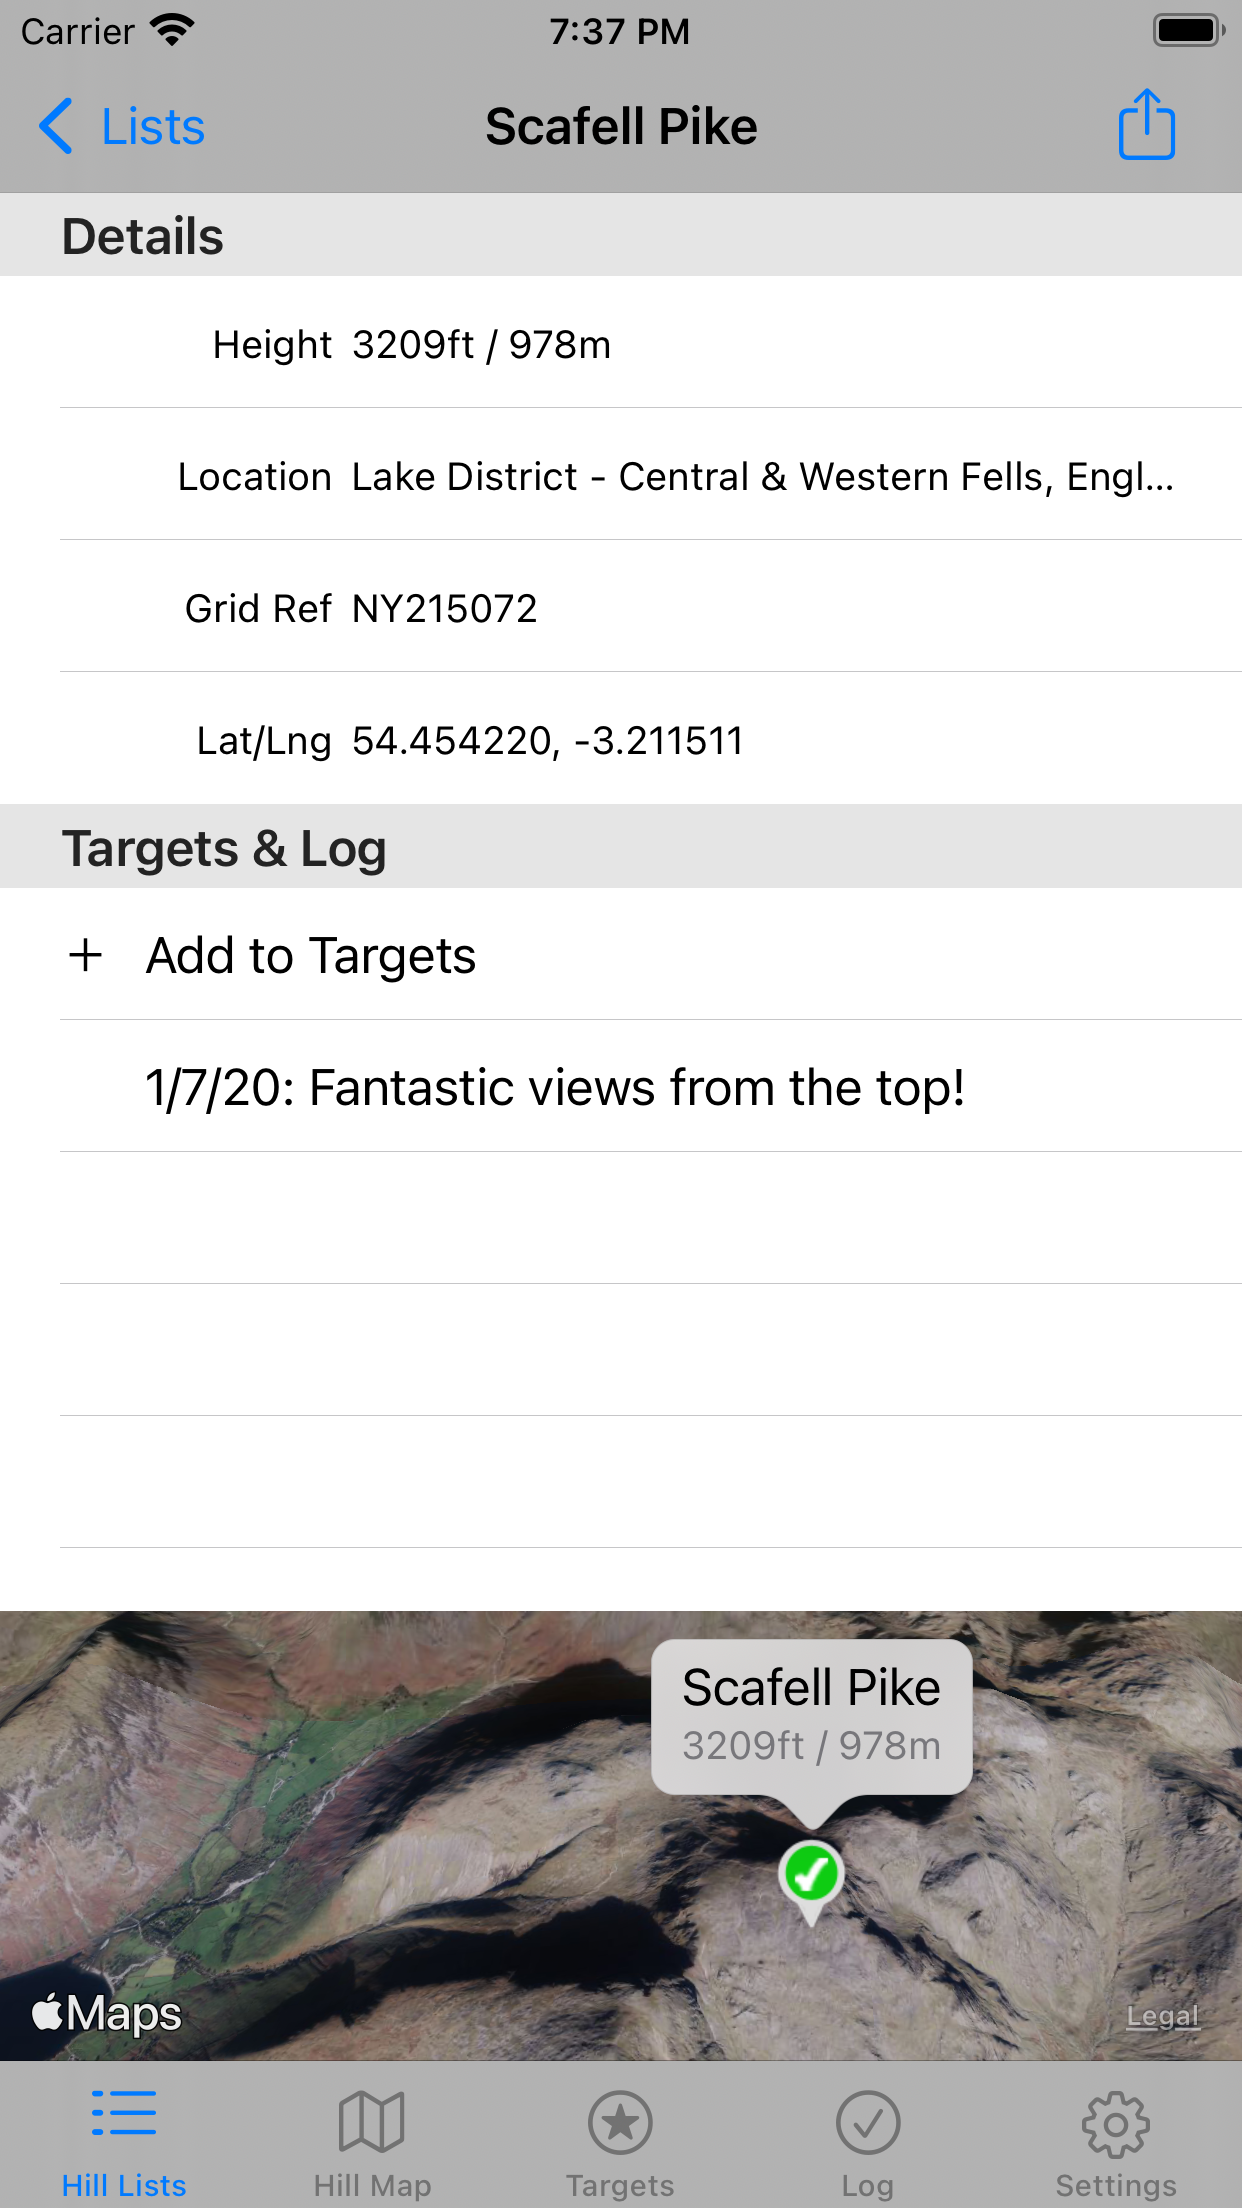 Carrier 7:37 PM
Lists Scafell Pike
Details
Height 3209ft / 978m
Location Lake District - Central & Western Fells, Engl...
Grid Ref NY215072
Lat/Lng 54.454220, -3.211511
Targets & Log
+ Add to Targets
1/7/20: Fantastic views from the top!
Scafell Pike
3209ft / 978m
Maps Legal
Hill Lists Hill Map Targets Log Settings